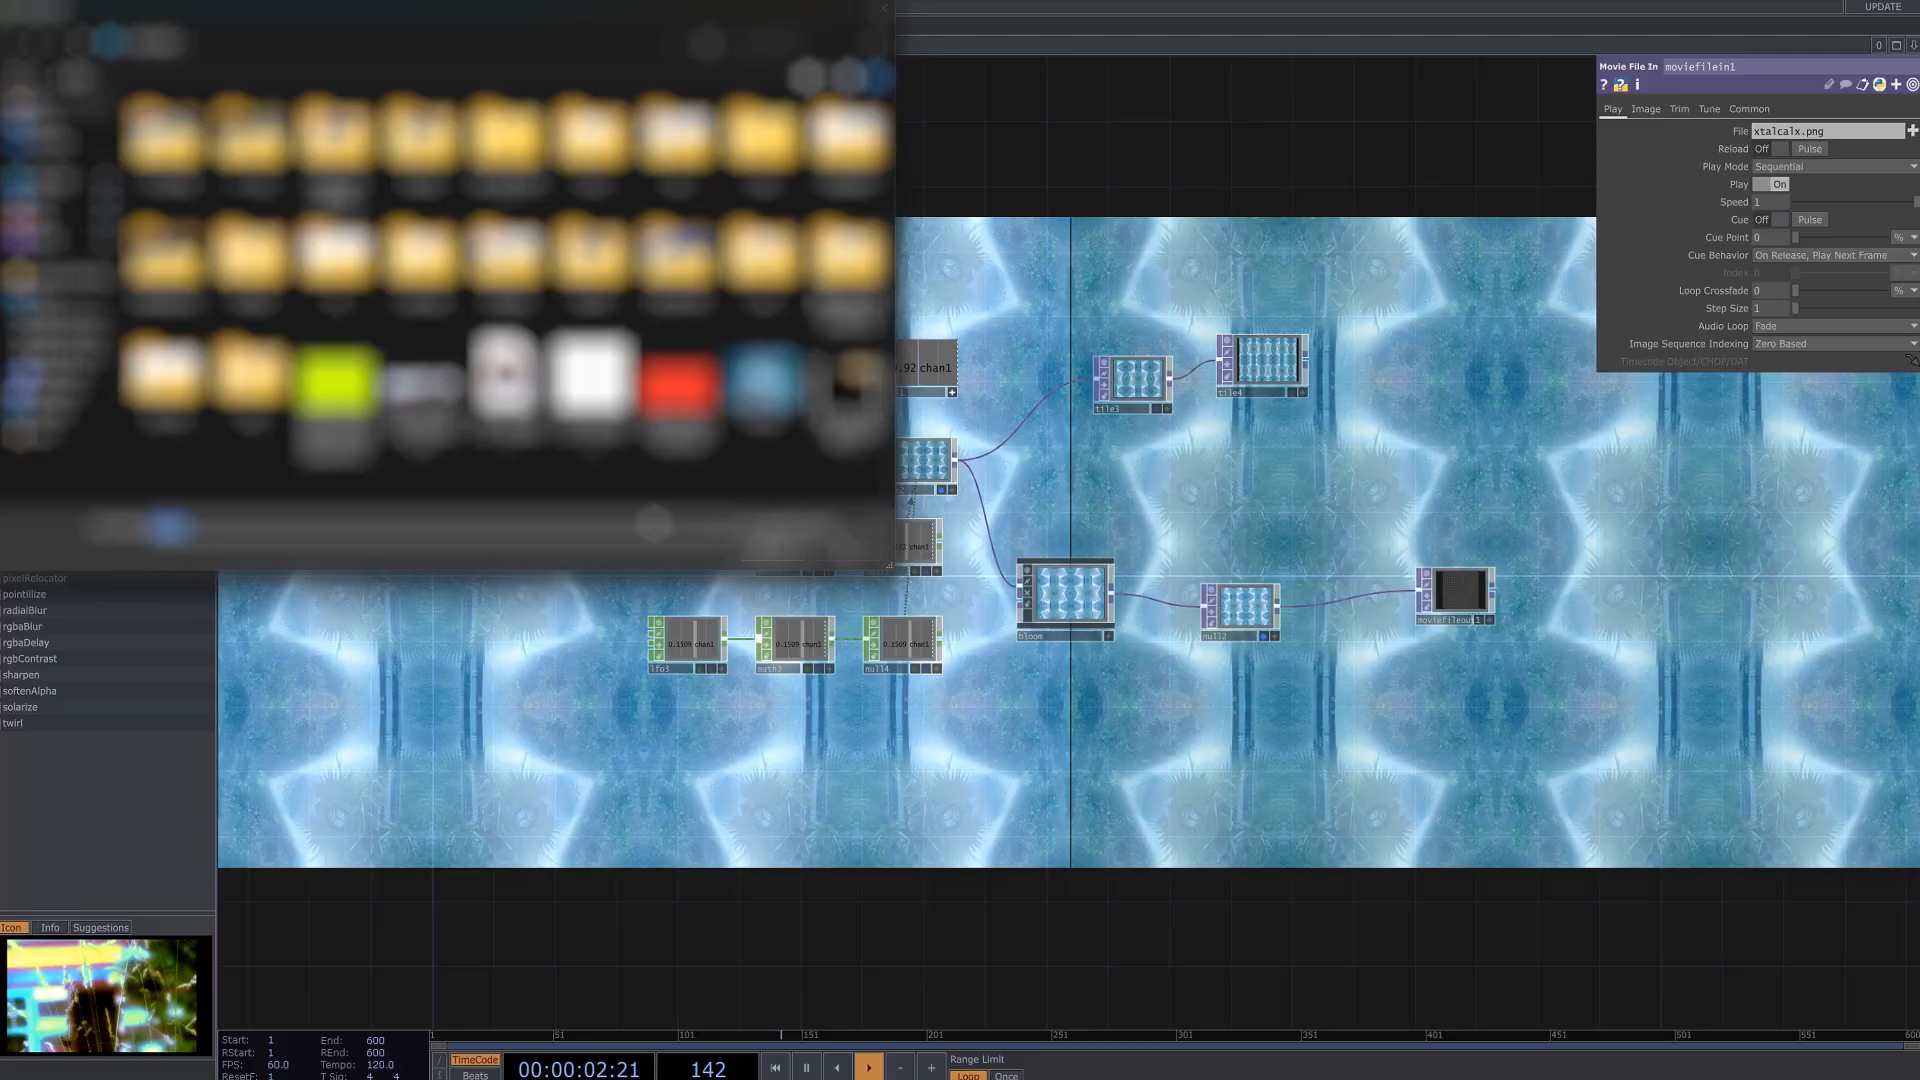 UPDATE
0
Movie File In moviefilein1
? ? i
Play Image Trim Tune Common
File xtalcalx.png
Reload Off Pulse
Play Mode Sequential
Play On
Speed 1
Cue Off Pulse
Cue Point 0 %
Cue Behavior On Release, Play Next Frame
Index 0
Loop Crossfade 0 %
Step Size 1
Audio Loop Fade
Image Sequence Indexing Zero Based
Timecode Object/CHOP/DAT
.92 chan1
tile3
tile4
chan1
bloom
null2
0.1509 chan1
0.1509 chan1
0.1509 chan1
lfo3
math3
null4
pixelRelocator
pointillize
radialBlur
rgbaBlur
rgbaDelay
rgbContrast
sharpen
softenAlpha
solarize
twirl
Icon Info Suggestions
Start: 1 End: 600
RStart: 1 REnd: 600
FPS: 60.0 Tempo: 120.0
ResetF: 1 T Sig: 4 4
1 51 101 151 201 251 301 351 401 451 501 551 600
TimeCode
Beats
00:00:02:21
142
- +
Range Limit
Loop Once